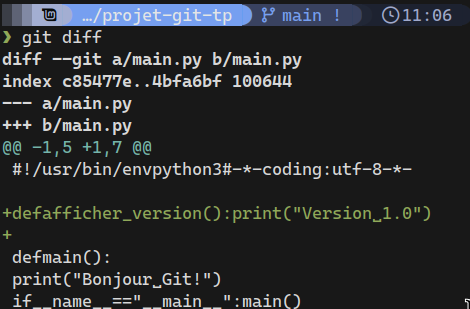 …/projet-git-tp main ! 11:06
❯ git diff
diff --git a/main.py b/main.py
index c85477e..4bfa6bf 100644
--- a/main.py
+++ b/main.py
@@ -1,5 +1,7 @@
#!/usr/bin/envpython3#-*-coding:utf-8-*-
+defafficher_version():print("Version␣1.0")
+
defmain():
print("Bonjour␣Git!")
if__name__=="__main__":main()